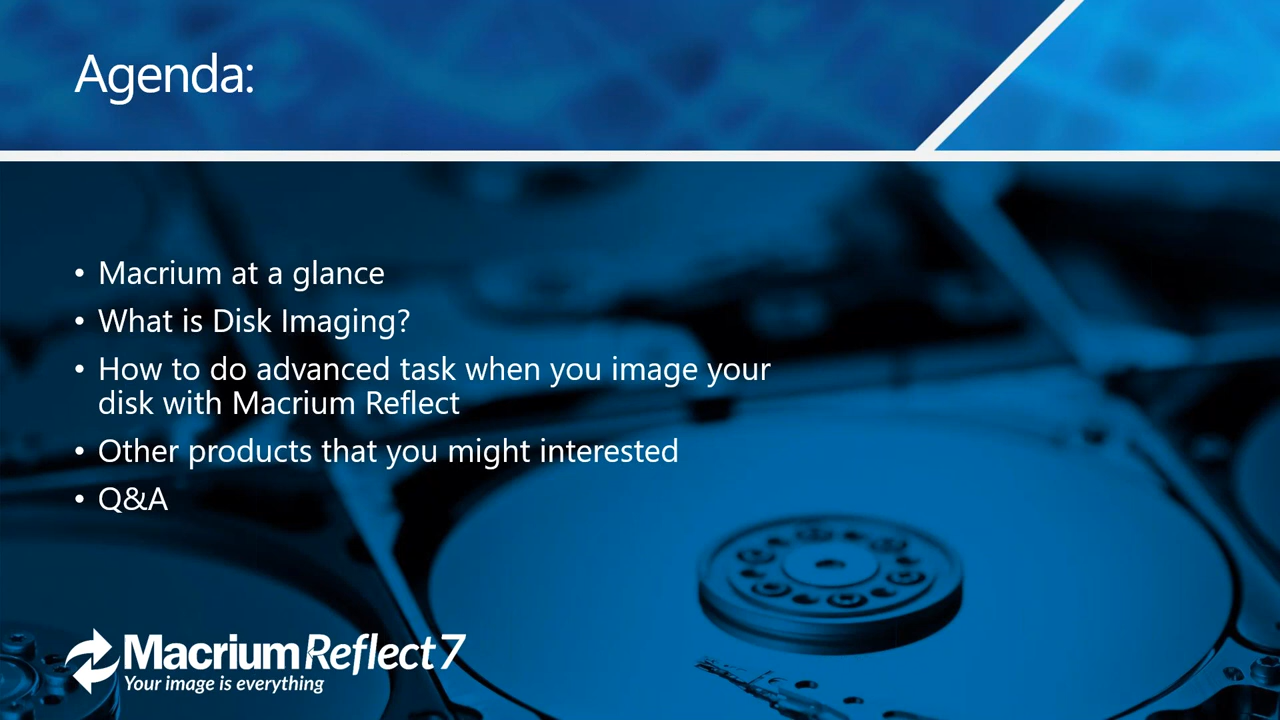 Agenda:
• Macrium at a glance
• What is Disk Imaging?
• How to do advanced task when you image your
disk with Macrium Reflect
• Other products that you might interested
• Q&A
Macrium Reflect 7
Your image is everything